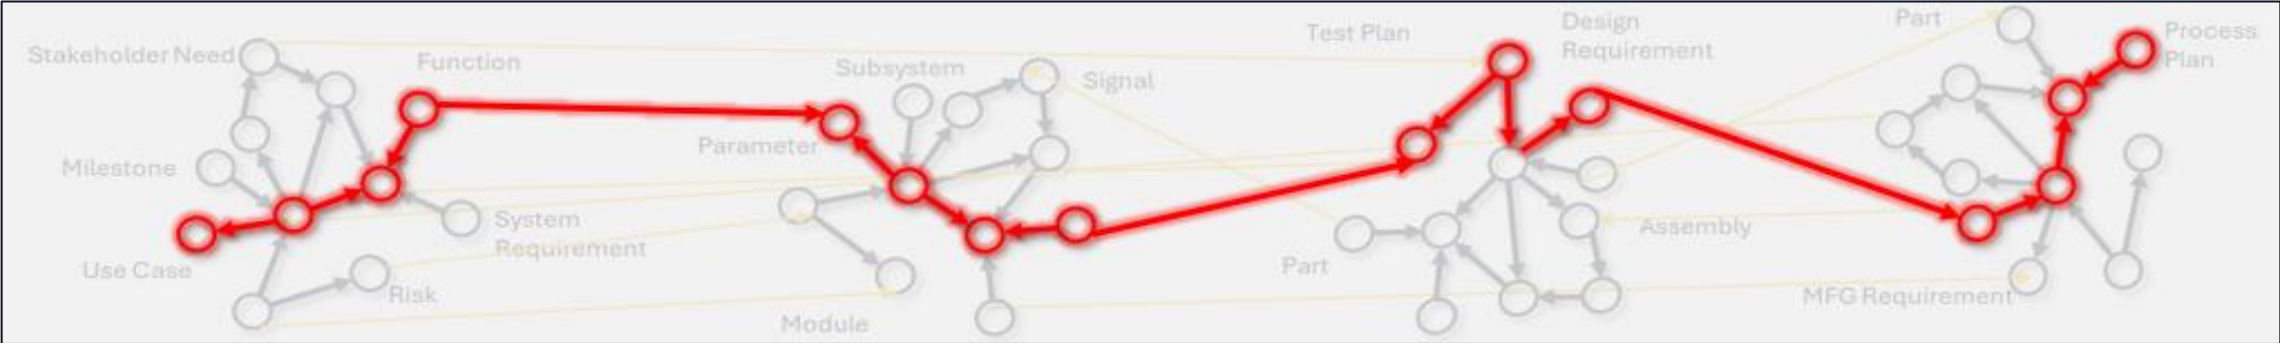 Stakeholder Need
Function
Milestone
System
Requirement
Use Case
Risk
Subsystem
Signal
Parameter
Module
Test Plan
Design
Requirement
Part
Assembly
Part
Process
Plan
MFG Requirement